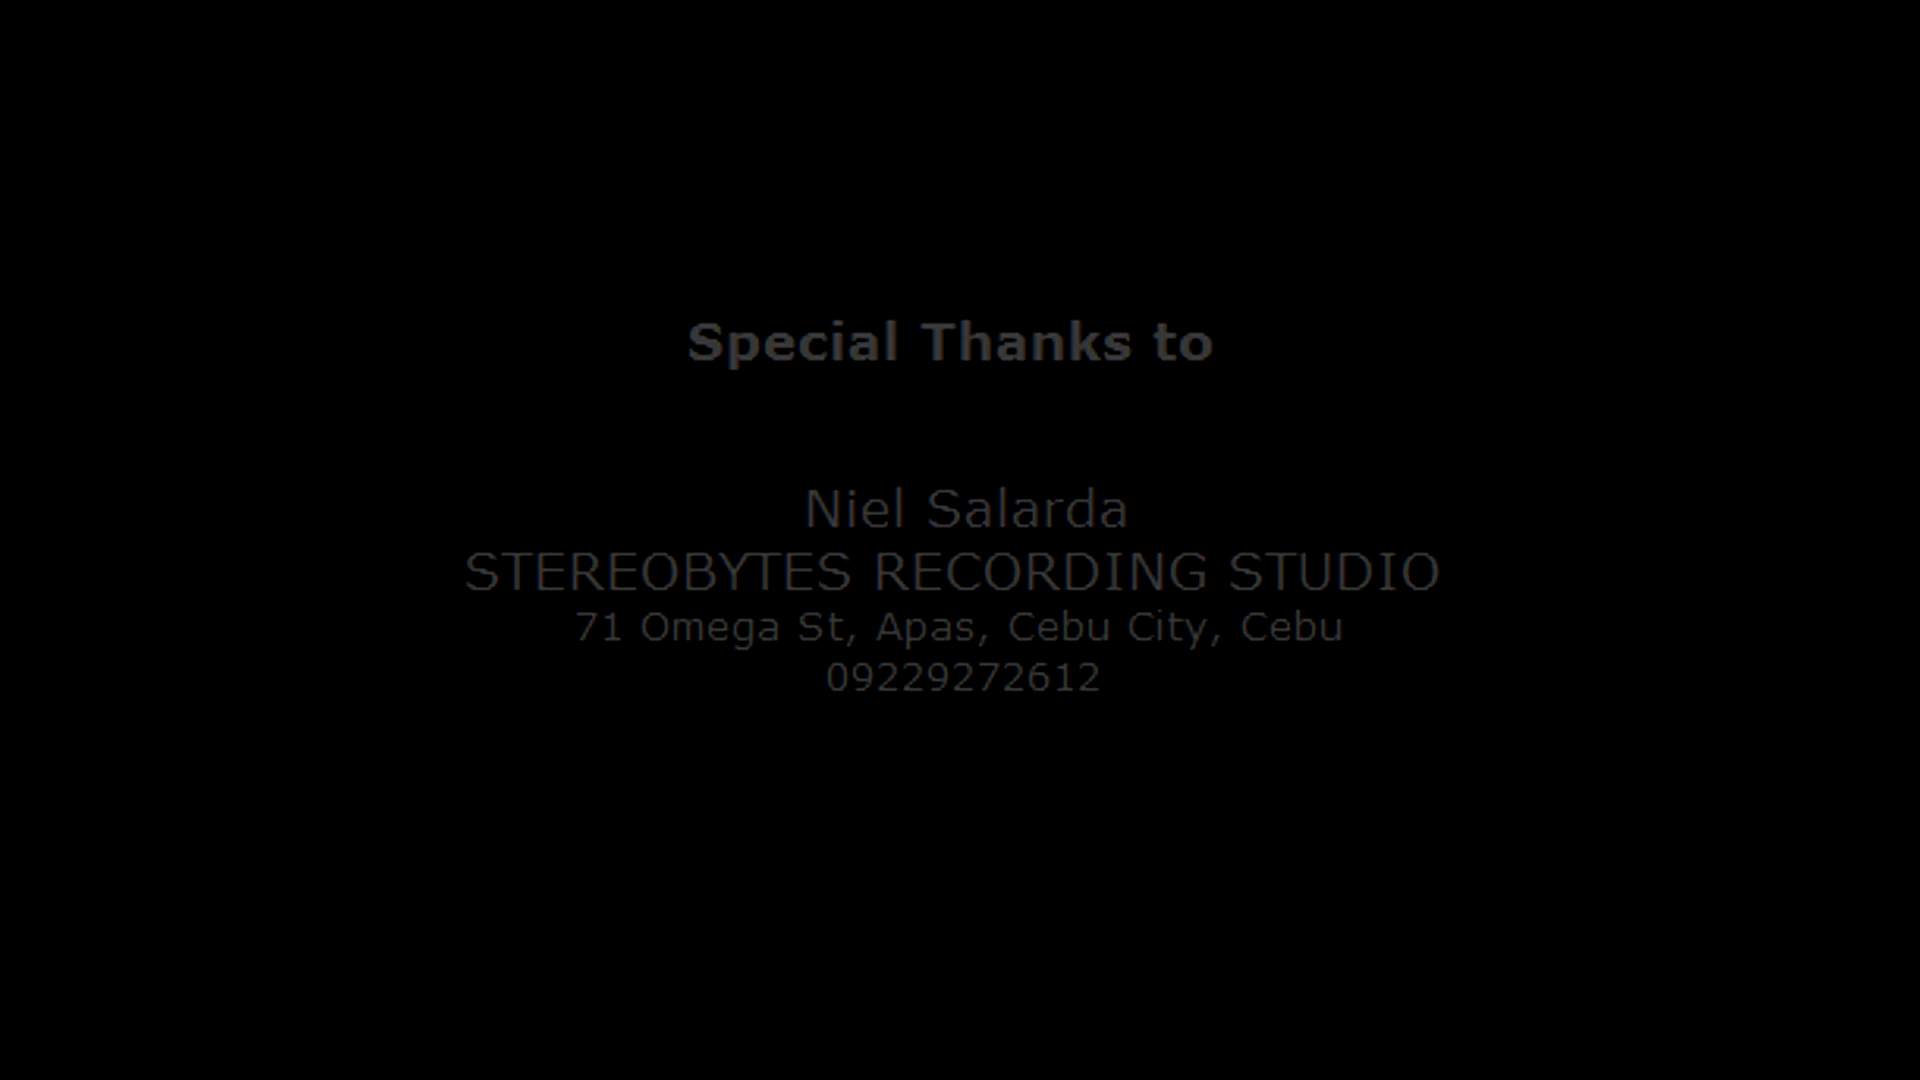 Special Thanks to
Niel Salarda
STEREOBYTES RECORDING STUDIO
71 Omega St, Apas, Cebu City, Cebu
09229272612